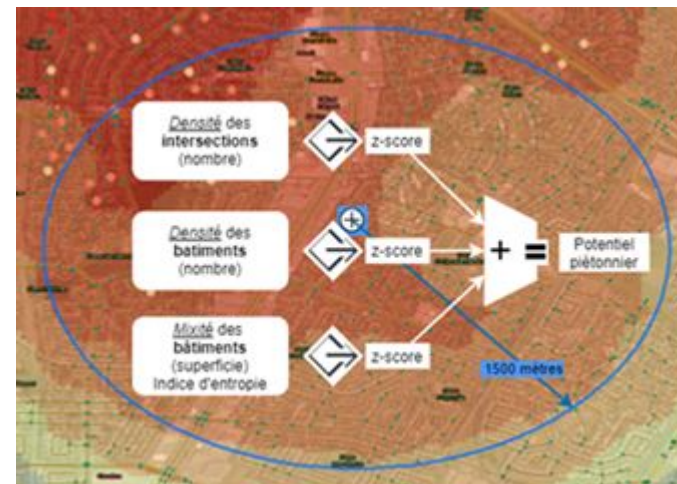 Densité des
intersections
(nombre)
z-score
Densité des
batiments
(nombre)
z-score
+ =
Potentiel
piètonnier
Mixité des
bâtiments
(superficie)
Indice d'entropie
z-score
1500 mètres